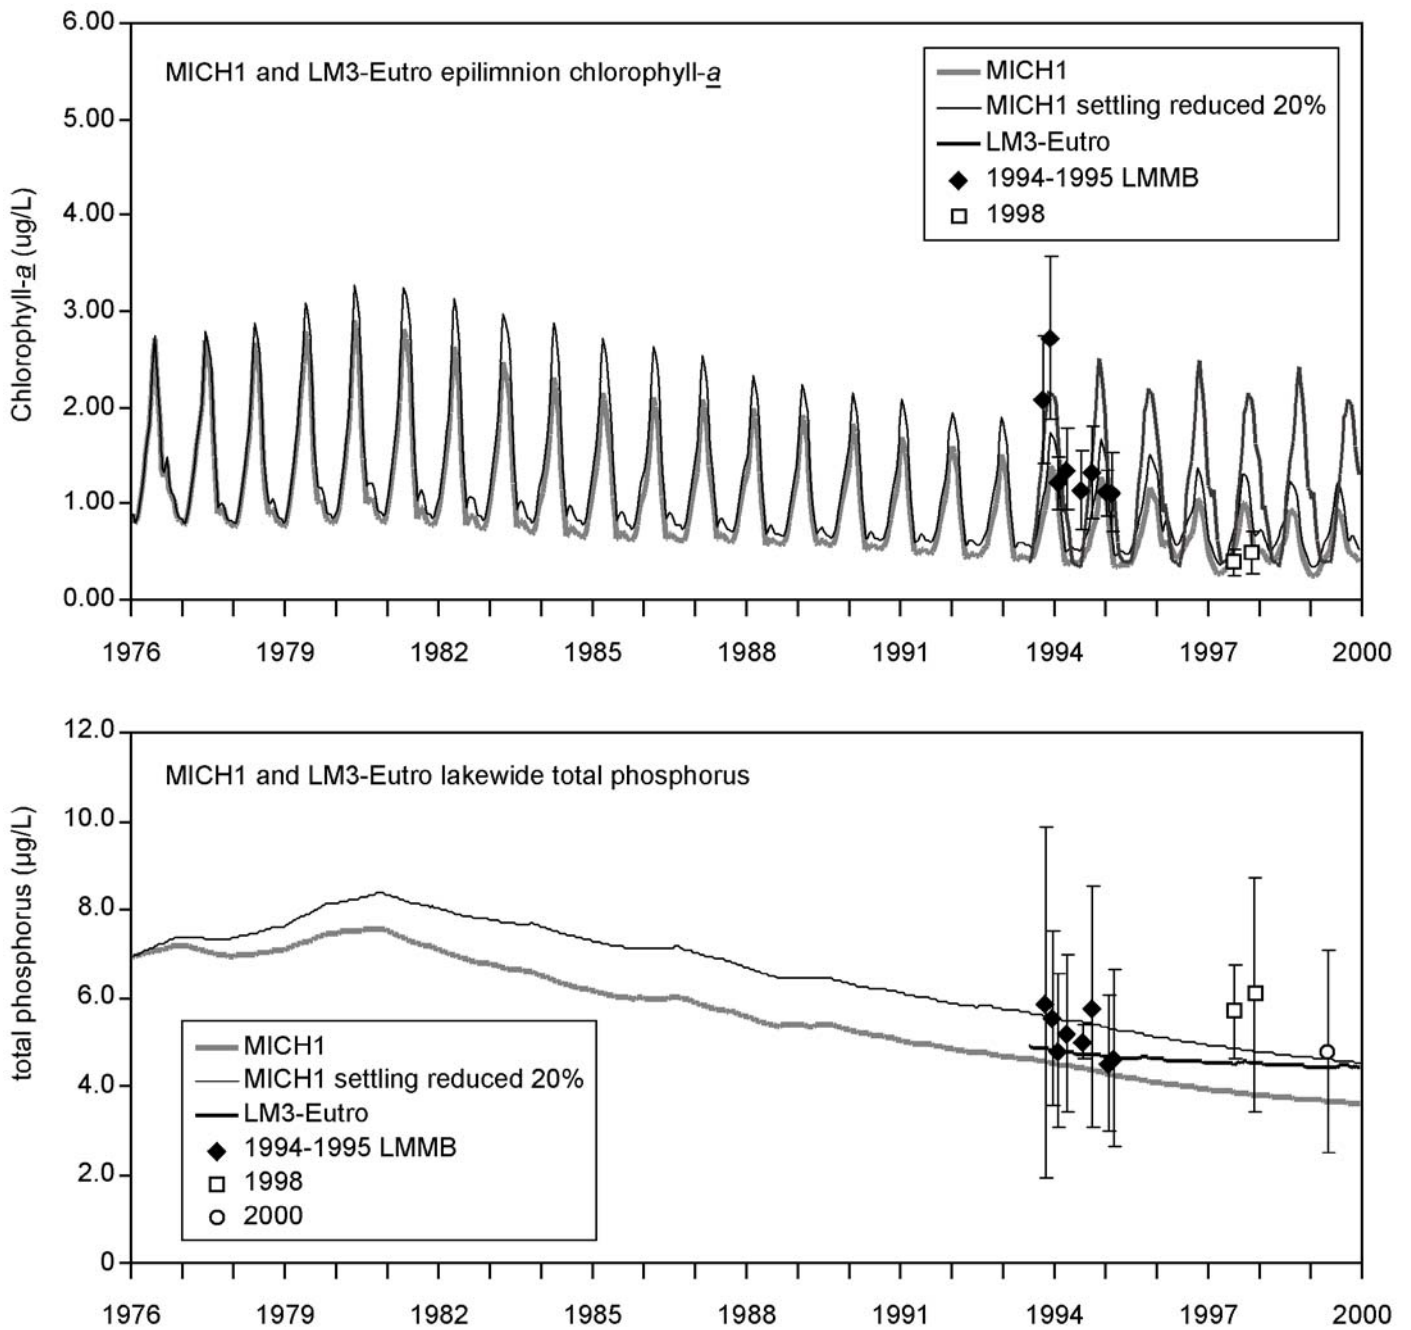 6.00
MICH1 and LM3-Eutro epilimnion chlorophyll-a
MICH1
MICH1 settling reduced 20%
LM3-Eutro
1994-1995 LMMB
1998
5.00
4.00
3.00
2.00
1.00
0.00
Chlorophyll-a (ug/L)
1976 1979 1982 1985 1988 1991 1994 1997 2000
12.0
MICH1 and LM3-Eutro lakewide total phosphorus
10.0
8.0
6.0
4.0
2.0
0
total phosphorus (µg/L)
MICH1
MICH1 settling reduced 20%
LM3-Eutro
1994-1995 LMMB
1998
2000
1976 1979 1982 1985 1988 1991 1994 1997 2000